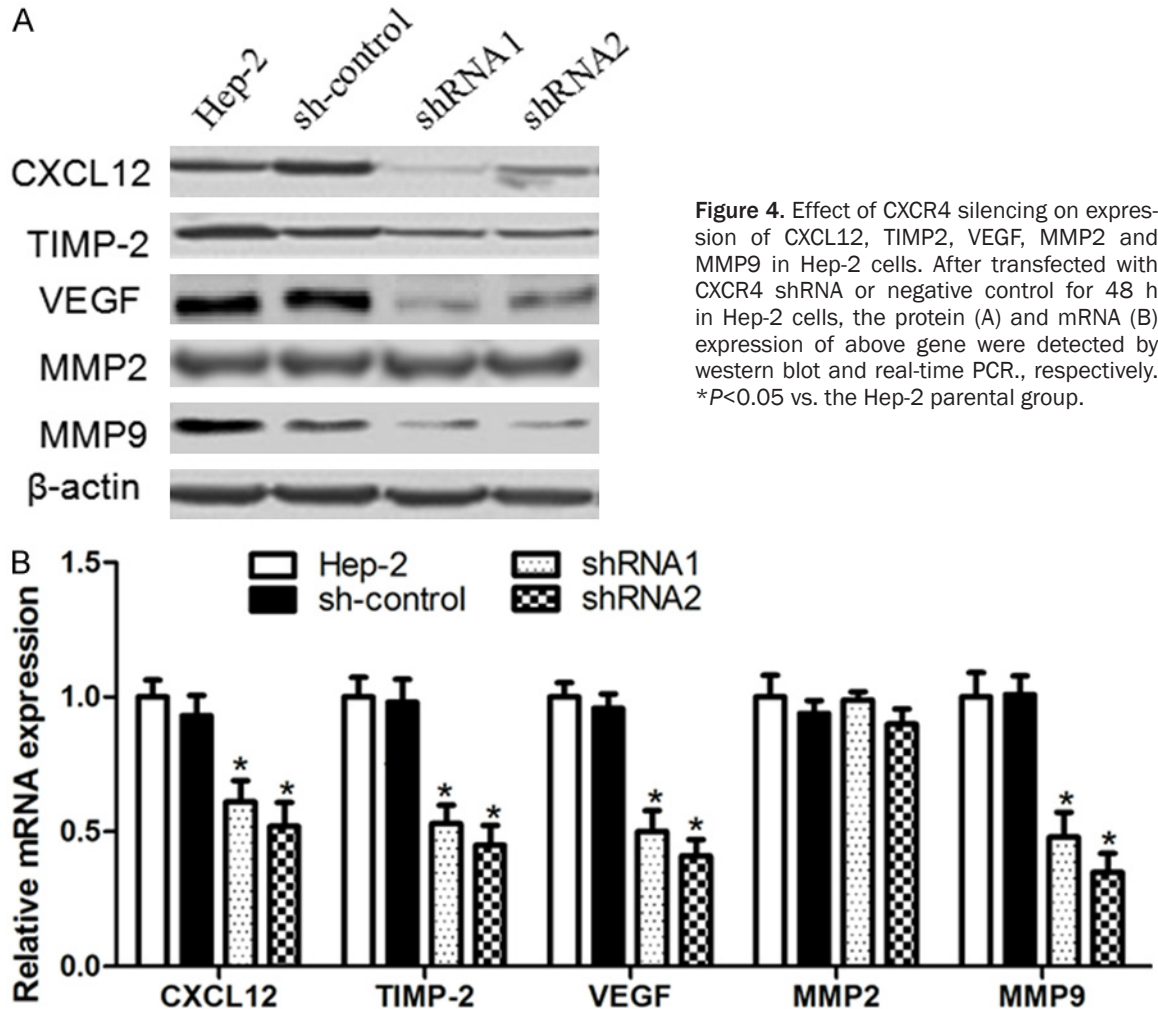 A
Hep-2 sh-control shRNA1 shRNA2
CXCL12
TIMP-2
VEGF
MMP2
MMP9
β-actin
Figure 4. Effect of CXCR4 silencing on expres-
sion of CXCL12, TIMP2, VEGF, MMP2 and
MMP9 in Hep-2 cells. After transfected with
CXCR4 shRNA or negative control for 48 h
in Hep-2 cells, the protein (A) and mRNA (B)
expression of above gene were detected by
western blot and real-time PCR., respectively.
*P<0.05 vs. the Hep-2 parental group.
B
Relative mRNA expression
1.5
1.0
0.5
0.0
Hep-2 shRNA1
sh-control shRNA2
* * * * * * * *
CXCL12 TIMP-2 VEGF MMP2 MMP9